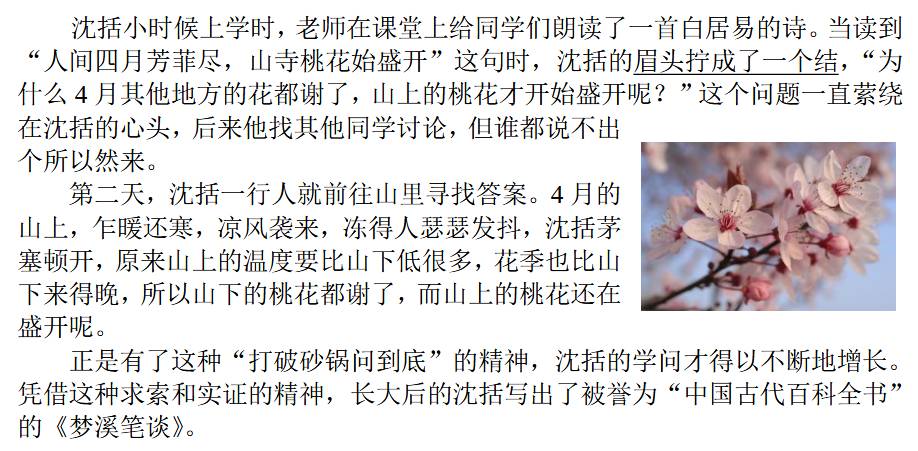 沈括小时候上学时，老师在课堂上给同学们朗读了一首白居易的诗。当读到
“人间四月芳菲尽，山寺桃花始盛开”这句时，沈括的眉头拧成了一个结，“为
什么 4 月其他地方的花都谢了，山上的桃花才开始盛开呢？”这个问题一直萦绕
在沈括的心头，后来他找其他同学讨论，但谁都说不出
个所以然来。
第二天，沈括一行人就前往山里寻找答案。4 月的
山上，乍暖还寒，凉风袭来，冻得人瑟瑟发抖，沈括茅
塞顿开，原来山上的温度要比山下低很多，花季也比山
下来得晚，所以山下的桃花都谢了，而山上的桃花还在
盛开呢。
正是有了这种“打破砂锅问到底”的精神，沈括的学问才得以不断地增长。
凭借这种求索和实证的精神，长大后的沈括写出了被誉为“中国古代百科全书”
的《梦溪笔谈》。